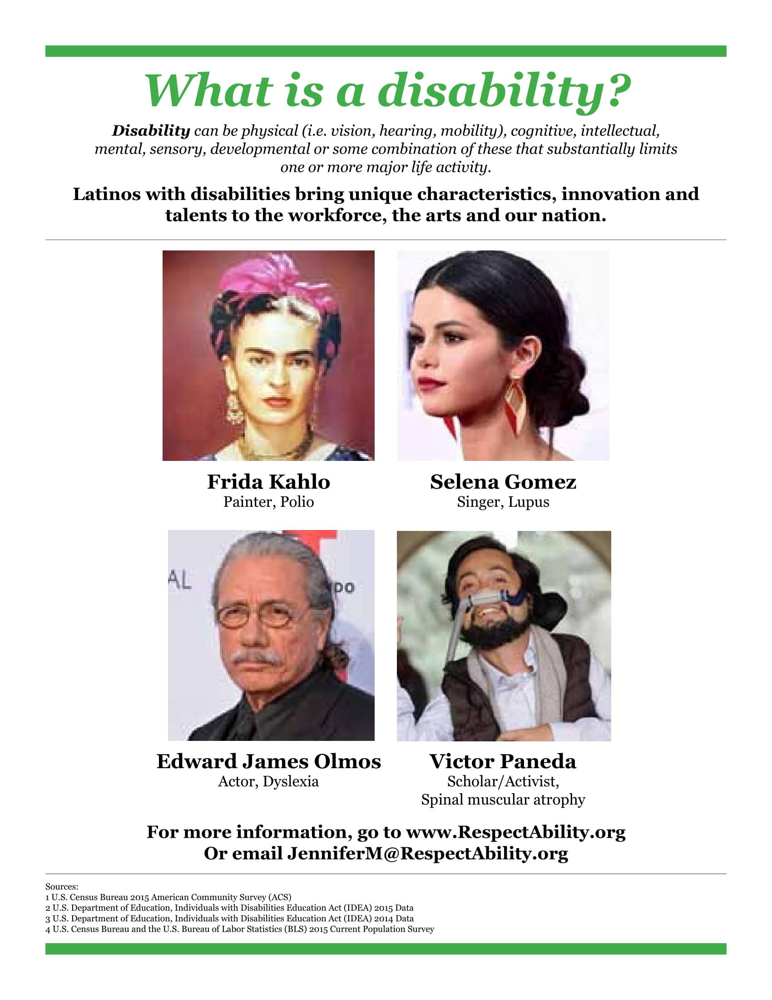 What is a disability?
Disability can be physical (i.e. vision, hearing, mobility), cognitive, intellectual,
mental, sensory, developmental or some combination of these that substantially limits
one or more major life activity.
Latinos with disabilities bring unique characteristics, innovation and
talents to the workforce, the arts and our nation.
Frida Kahlo
Painter, Polio
Selena Gomez
Singer, Lupus
AL
po
Edward James Olmos
Actor, Dyslexia
Victor Paneda
Scholar/Activist,
Spinal muscular atrophy
For more information, go to www.RespectAbility.org
Or email JenniferM@RespectAbility.org
Sources:
1 U.S. Census Bureau 2015 American Community Survey (ACS)
2 U.S. Department of Education, Individuals with Disabilities Education Act (IDEA) 2015 Data
3 U.S. Department of Education, Individuals with Disabilities Education Act (IDEA) 2014 Data
4 U.S. Census Bureau and the U.S. Bureau of Labor Statistics (BLS) 2015 Current Population Survey